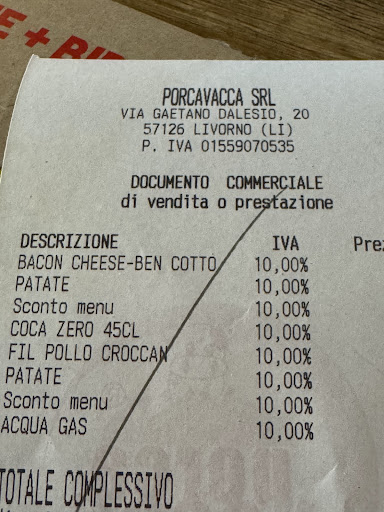 E + BI
PORCAVACCA SRL
VIA GAETANO DALESIO, 20
57126 LIVORNO (LI)
P. IVA 01559070535
DOCUMENTO COMMERCIALE
di vendita o prestazione
DESCRIZIONE IVA Prez
BACON CHEESE-BEN COTTO 10,00%
PATATE 10,00%
Sconto menu 10,00%
COCA ZERO 45CL 10,00%
FIL POLLO CROCCAN 10,00%
PATATE 10,00%
Sconto menu 10,00%
ACQUA GAS 10,00%
TOTALE COMPLESSIVO